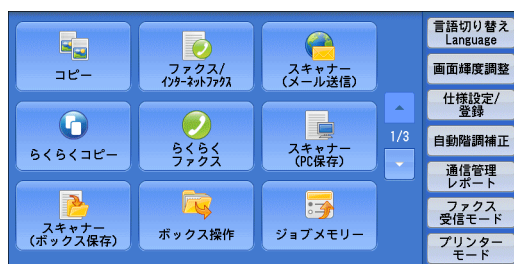 コピー
ファクス/
インターネットファクス
スキャナー
(メール送信)
らくらくコピー
らくらく
ファクス
スキャナー
(PC保存)
スキャナー
(ボックス保存)
ボックス操作
ジョブメモリー
1/3
言語切り替え
Language
画面輝度調整
仕様設定/
登録
自動階調補正
通信管理
レポート
ファクス
受信モード
プリンター
モード